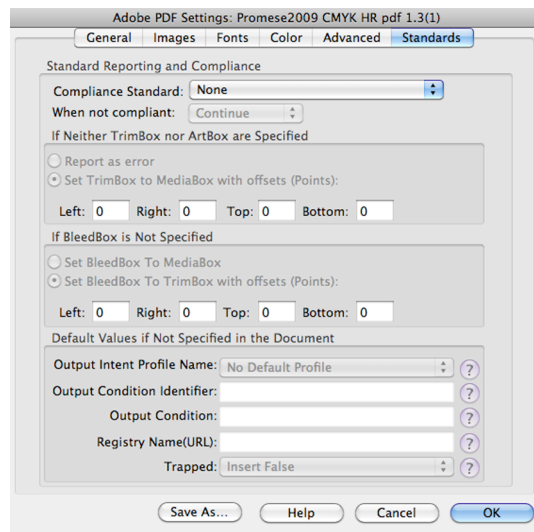 Adobe PDF Settings: Promese2009 CMYK HR pdf 1.3(1)
General Images Fonts Color Advanced Standards
Standard Reporting and Compliance
Compliance Standard: None
When not compliant: Continue
If Neither TrimBox nor ArtBox are Specified
Report as error
Set TrimBox to MediaBox with offsets (Points):
Left: 0 Right: 0 Top: 0 Bottom: 0
If BleedBox is Not Specified
Set BleedBox To MediaBox
Set BleedBox To TrimBox with offsets (Points):
Left: 0 Right: 0 Top: 0 Bottom: 0
Default Values if Not Specified in the Document
Output Intent Profile Name: No Default Profile ?
Output Condition Identifier: ?
Output Condition: ?
Registry Name(URL): ?
Trapped: Insert False ?
Save As... Help Cancel OK